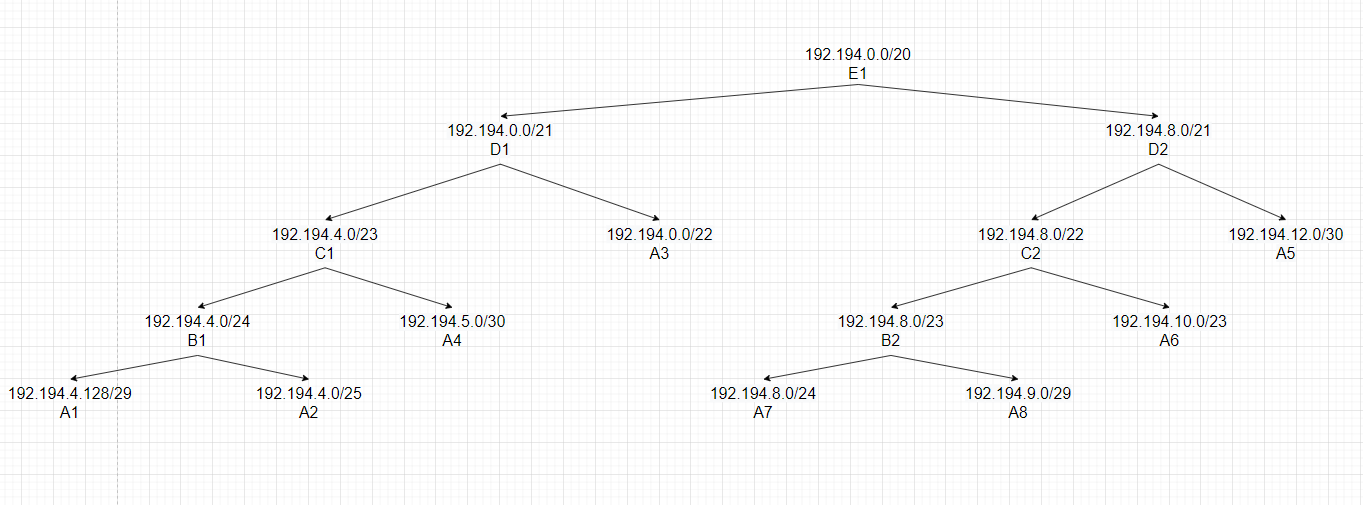 192.194.0.0/20
E1
192.194.0.0/21
D1
192.194.8.0/21
D2
192.194.4.0/23
C1
192.194.0.0/22
A3
192.194.8.0/22
C2
192.194.12.0/30
A5
192.194.4.0/24
B1
192.194.5.0/30
A4
192.194.8.0/23
B2
192.194.10.0/23
A6
192.194.4.128/29
A1
192.194.4.0/25
A2
192.194.8.0/24
A7
192.194.9.0/29
A8